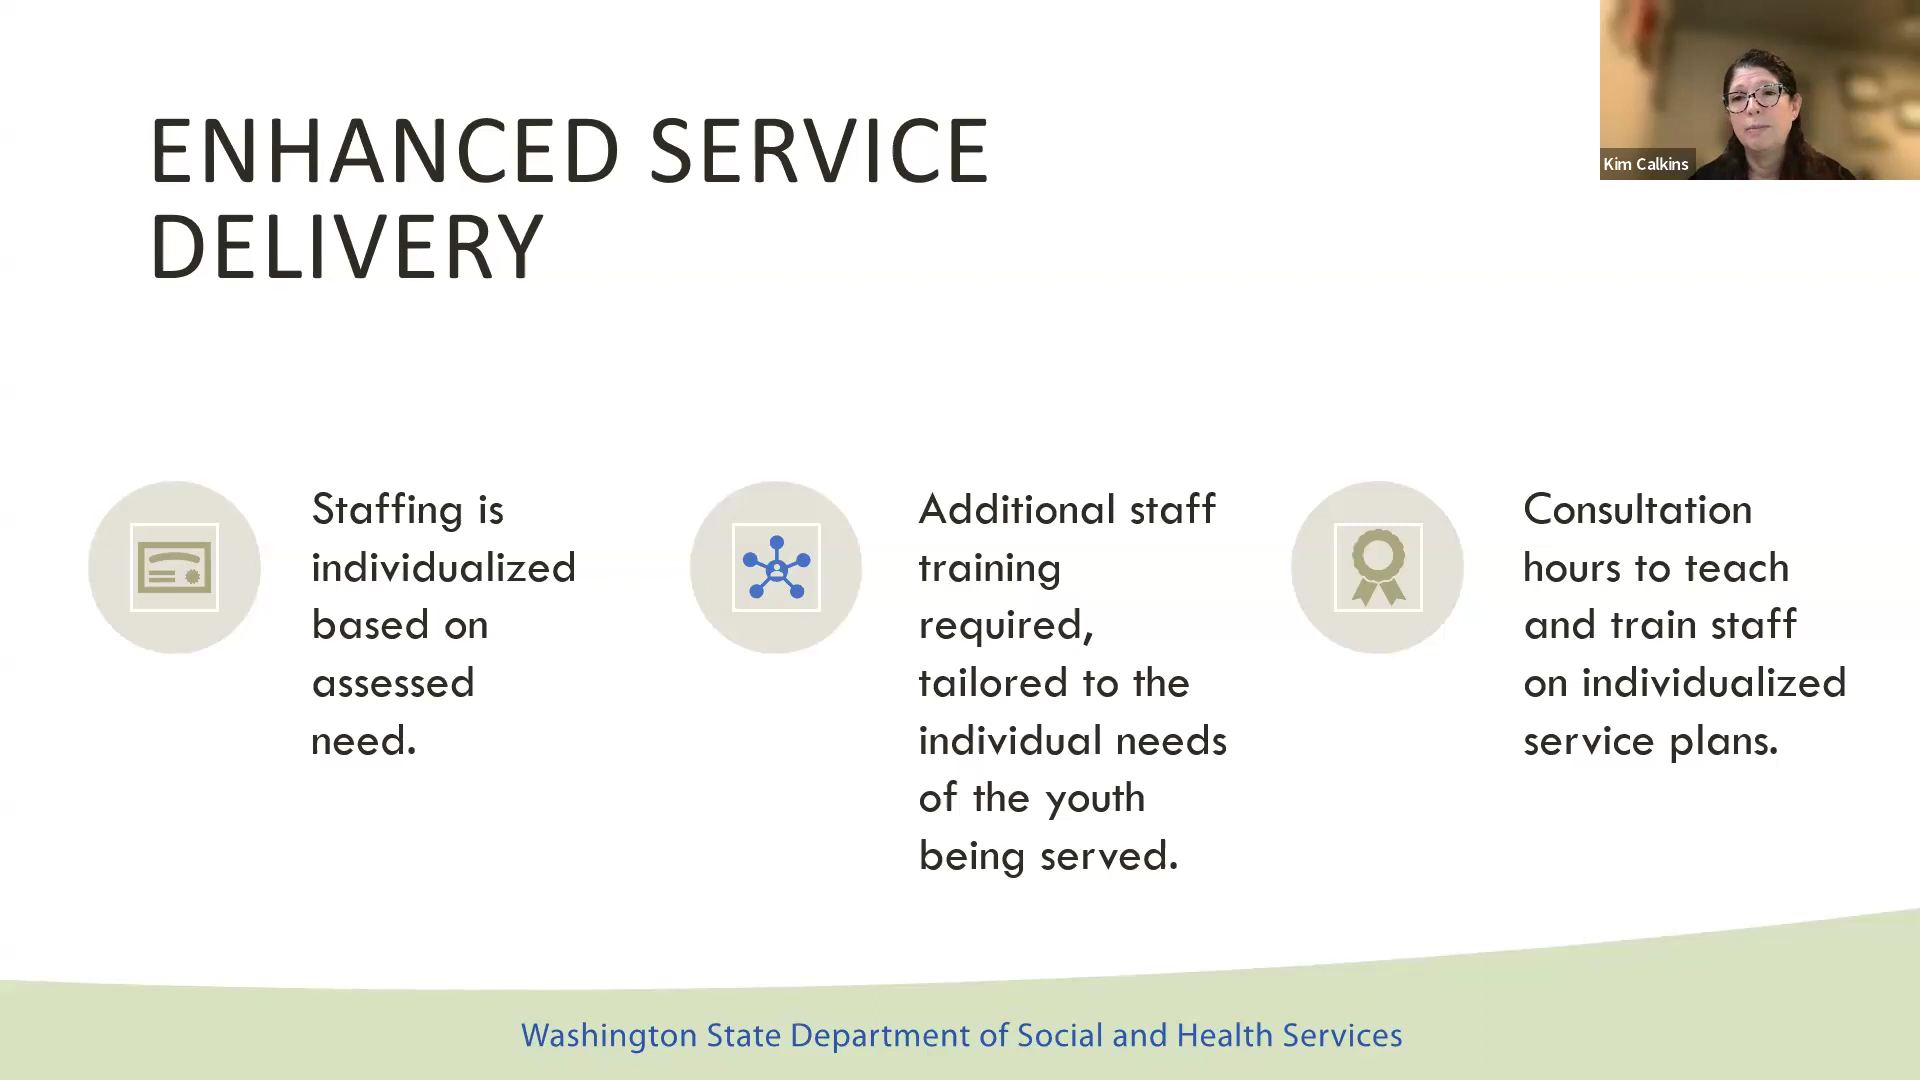 ENHANCED SERVICE
DELIVERY
Kim Calkins
Staffing is
individualized
based on
assessed
need.
Additional staff
training
required,
tailored to the
individual needs
of the youth
being served.
Consultation
hours to teach
and train staff
on individualized
service plans.
Washington State Department of Social and Health Services